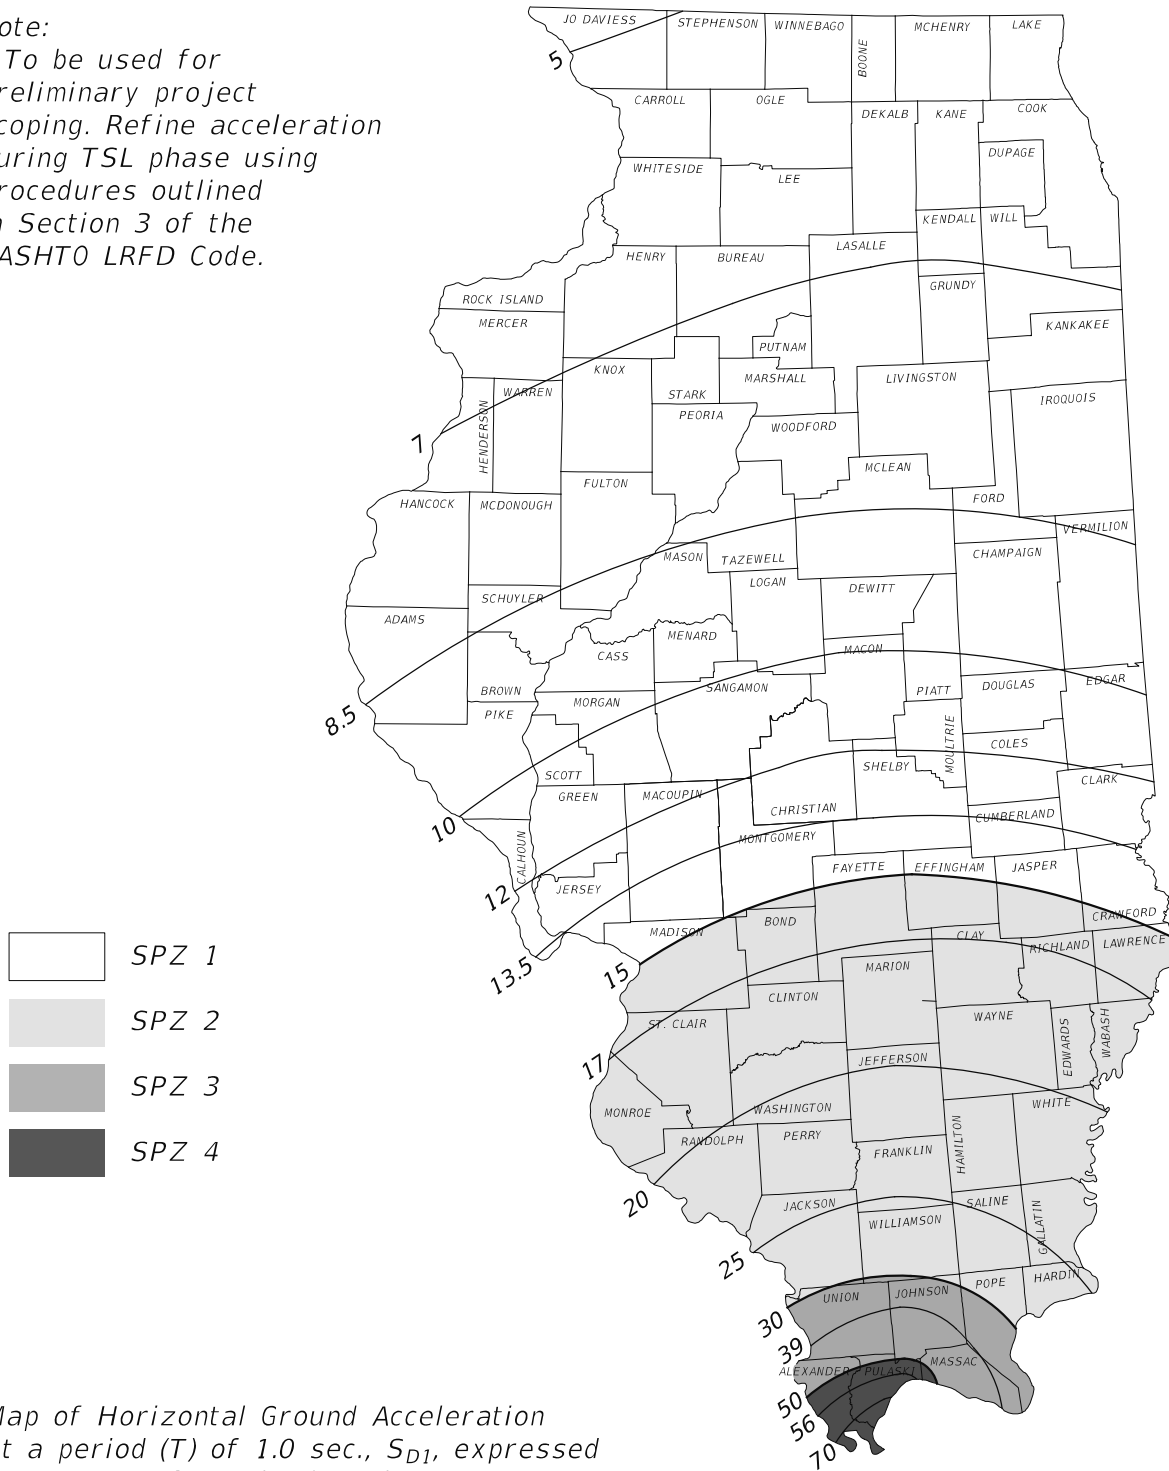 ote:
To be used for
reliminary project
coping. Refine acceleration
uring TSL phase using
rocedures outlined
n Section 3 of the
ASHTO LRFD Code.
JO DAVIESS
STEPHENSON
WINNEBAGO
BOONE
MCHENRY
LAKE
5
CARROLL
OGLE
DEKALB
KANE
COOK
DUPAGE
WHITESIDE
LEE
KENDALL
WILL
HENRY
BUREAU
LASALLE
GRUNDY
ROCK ISLAND
MERCER
KANKAKEE
PUTNAM
KNOX
STARK
MARSHALL
LIVINGSTON
HENDERSON
WARREN
IROQUOIS
PEORIA
WOODFORD
7
MCLEAN
FULTON
FORD
HANCOCK
MCDONOUGH
VERMILION
MASON
TAZEWELL
CHAMPAIGN
LOGAN
DEWITT
SCHUYLER
ADAMS
MENARD
CASS
MACON
BROWN
SANGAMON
PIATT
DOUGLAS
EDGAR
8.5
PIKE
MORGAN
MOULTRIE
COLES
SCOTT
SHELBY
CLARK
GREEN
MACOUPIN
CHRISTIAN
CUMBERLAND
10
CALHOUN
MONTGOMERY
FAYETTE
EFFINGHAM
JASPER
12
JERSEY
CRAWFORD
MADISON
BOND
CLAY
RICHLAND
LAWRENCE
13.5
15
SPZ 1
MARION
CLINTON
SPZ 2
ST. CLAIR
WAYNE
EDWARDS
WABASH
17
JEFFERSON
SPZ 3
MONROE
WASHINGTON
WHITE
SPZ 4
RANDOLPH
PERRY
FRANKLIN
HAMILTON
20
JACKSON
WILLIAMSON
SALINE
GALLATIN
25
UNION
JOHNSON
POPE
HARDIN
30
39
ALEXANDER
PULASKI
MASSAC
50
56
70
Map of Horizontal Ground Acceleration
t a period (T) of 1.0 sec., SD1, expressed